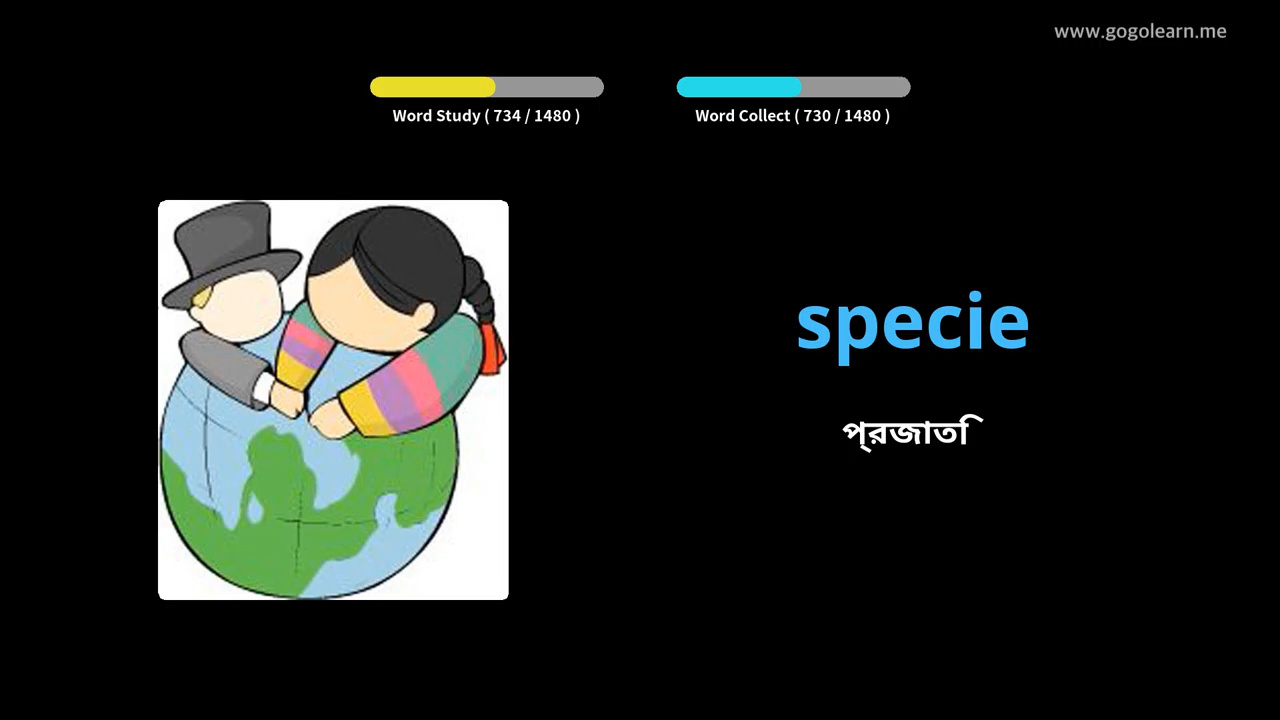 www.gogolearn.me
Word Study ( 734 / 1480 )
Word Collect ( 730 / 1480 )
specie
প্রজাতি